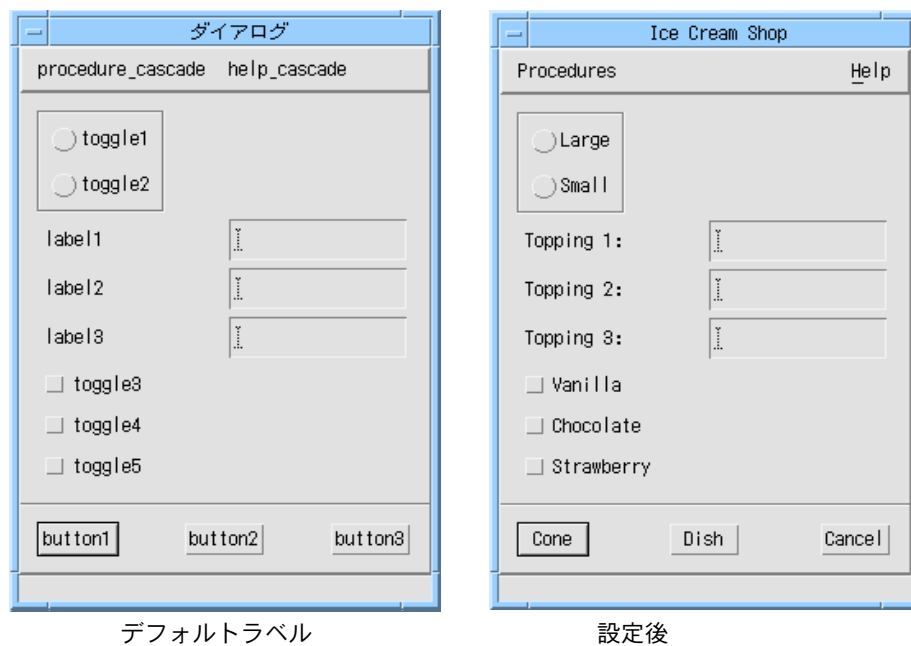 ダイアログ
procedure_cascade help_cascade
toggle1
toggle2
label1
label2
label3
toggle3
toggle4
toggle5
button1 button2 button3
デフォルトラベル
Ice Cream Shop
Procedures Help
Large
Small
Topping 1:
Topping 2:
Topping 3:
Vanilla
Chocolate
Strawberry
Cone Dish Cancel
設定後